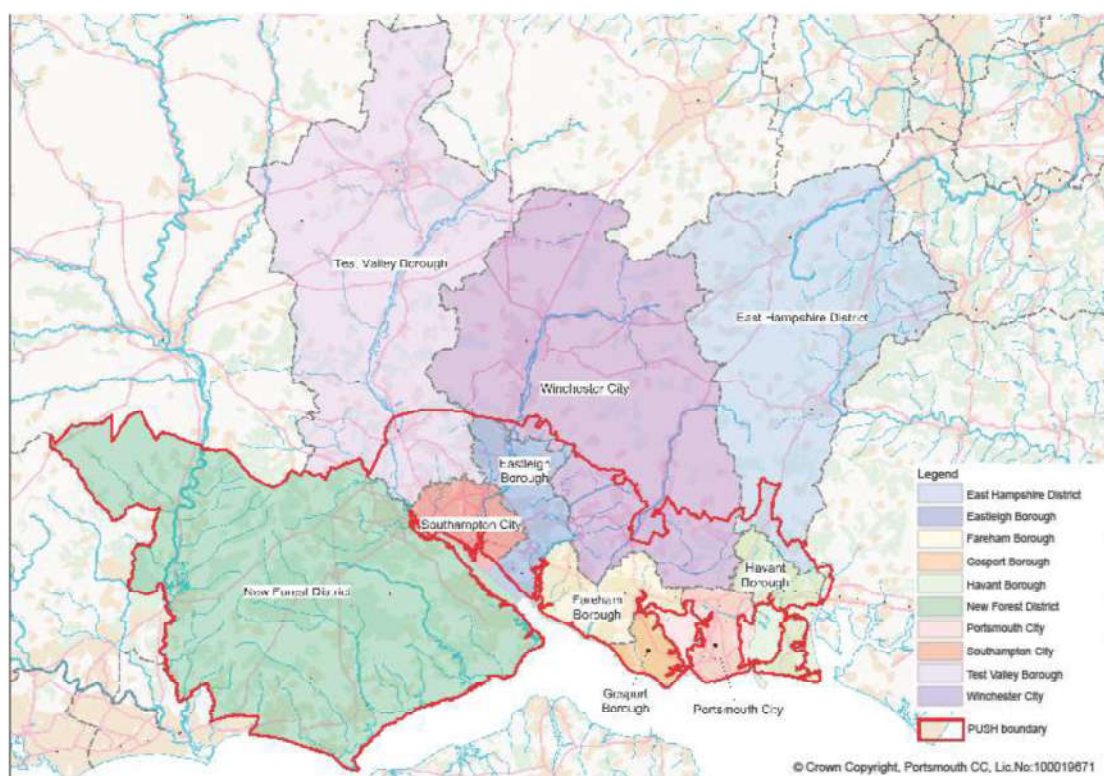 Test Valley Borough
East Hampshire District
Winchester City
Eastleigh
Borough
Southampton City
Havant
Borough
New Forest District
Fareham
Borough
Gosport
Borough
Portsmouth City
Legend
East Hampshire District
Eastleigh Borough
Fareham Borough
Gosport Borough
Havant Borough
New Forest District
Portsmouth City
Southampton City
Test Valley Borough
Winchester City
PUSH boundary
© Crown Copyright, Portsmouth CC, Lic.No:100019671